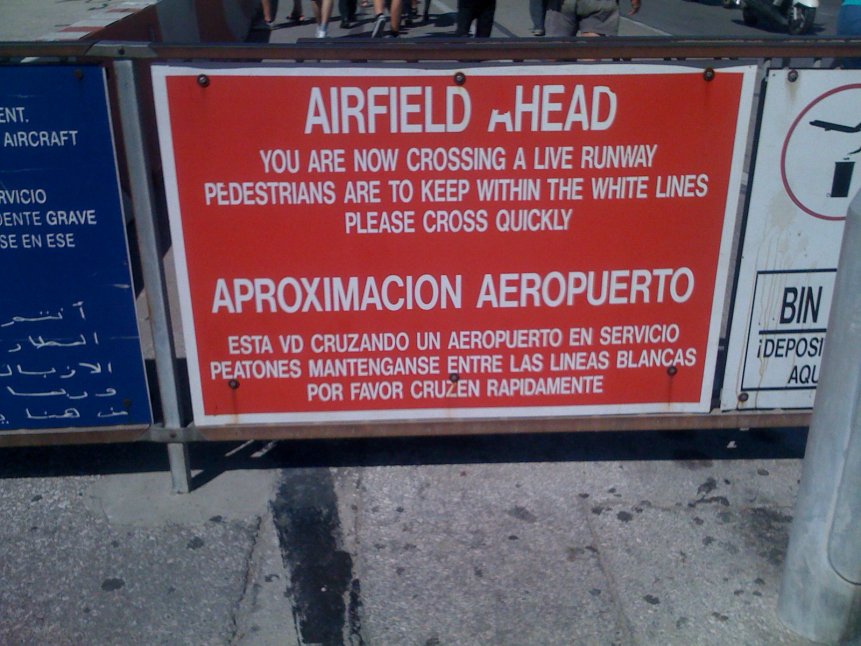 ENT.
AIRCRAFT
RVICIO
DENTE GRAVE
SE EN ESE
AIRFIELD AHEAD
YOU ARE NOW CROSSING A LIVE RUNWAY
PEDESTRIANS ARE TO KEEP WITHIN THE WHITE LINES
PLEASE CROSS QUICKLY
APROXIMACION AEROPUERTO
ESTA VD CRUZANDO UN AEROPUERTO EN SERVICIO
PEATONES MANTENGANSE ENTRE LAS LINEAS BLANCAS
POR FAVOR CRUZEN RAPIDAMENTE
BIN
¡DEPOSI
AQU